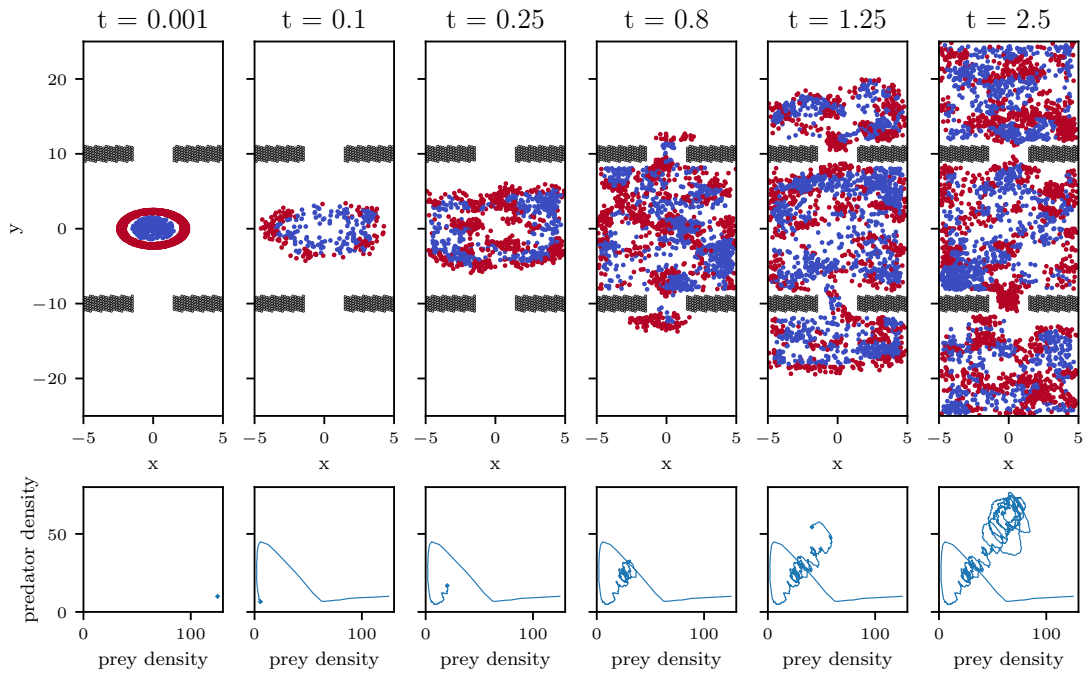 t = 0.001 t = 0.1 t = 0.25 t = 0.8 t = 1.25 t = 2.5
20
10
0
−10
−20
y
−5 0 5 −5 0 5 −5 0 5 −5 0 5 −5 0 5 −5 0 5
x x x x x x
50
0
predator density
0 100 0 100 0 100 0 100 0 100 0 100
prey density prey density prey density prey density prey density prey density